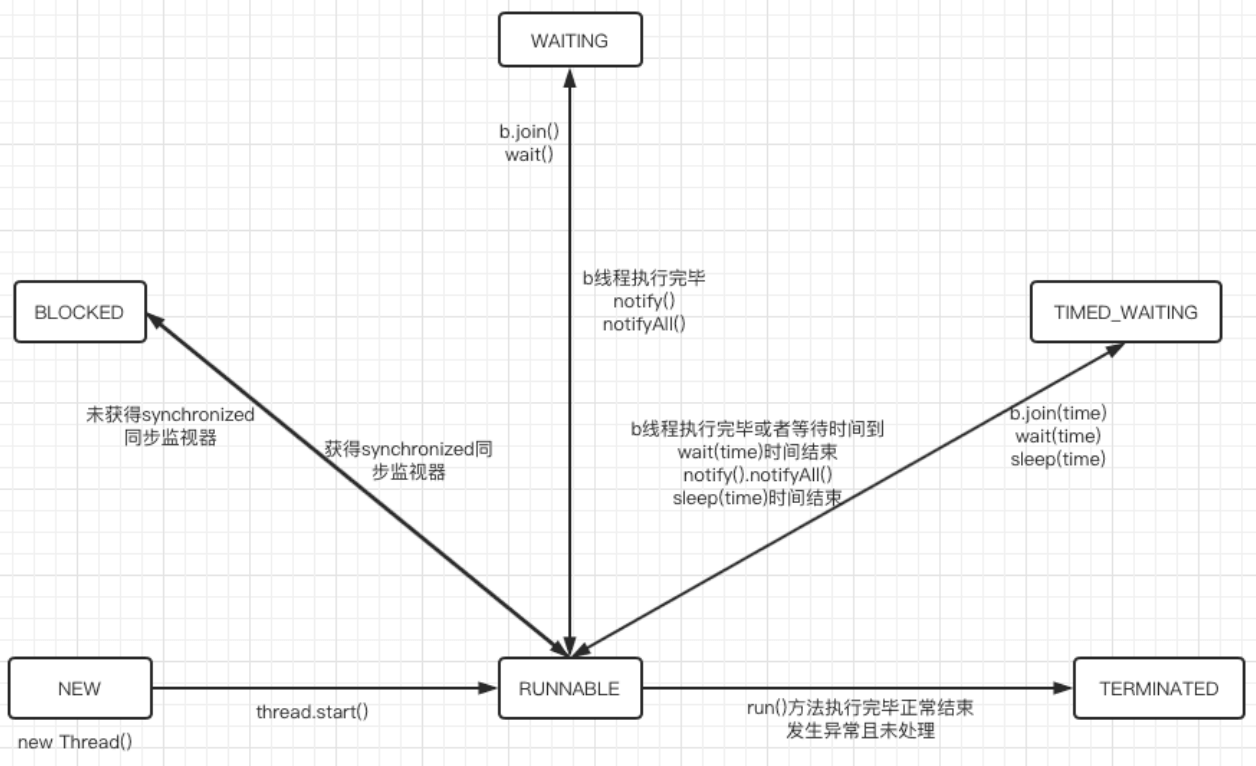 WAITING
b.join()
wait()
b线程执行完毕
notify()
notifyAll()
BLOCKED
TIMED_WAITING
未获得synchronized
同步监视器
获得synchronized同
步监视器
b线程执行完毕或者等待时间到
wait(time)时间结束
notify().notifyAll()
sleep(time)时间结束
b.join(time)
wait(time)
sleep(time)
NEW
RUNNABLE
TERMINATED
thread.start()
run()方法执行完毕正常结束
发生异常且未处理
new Thread()